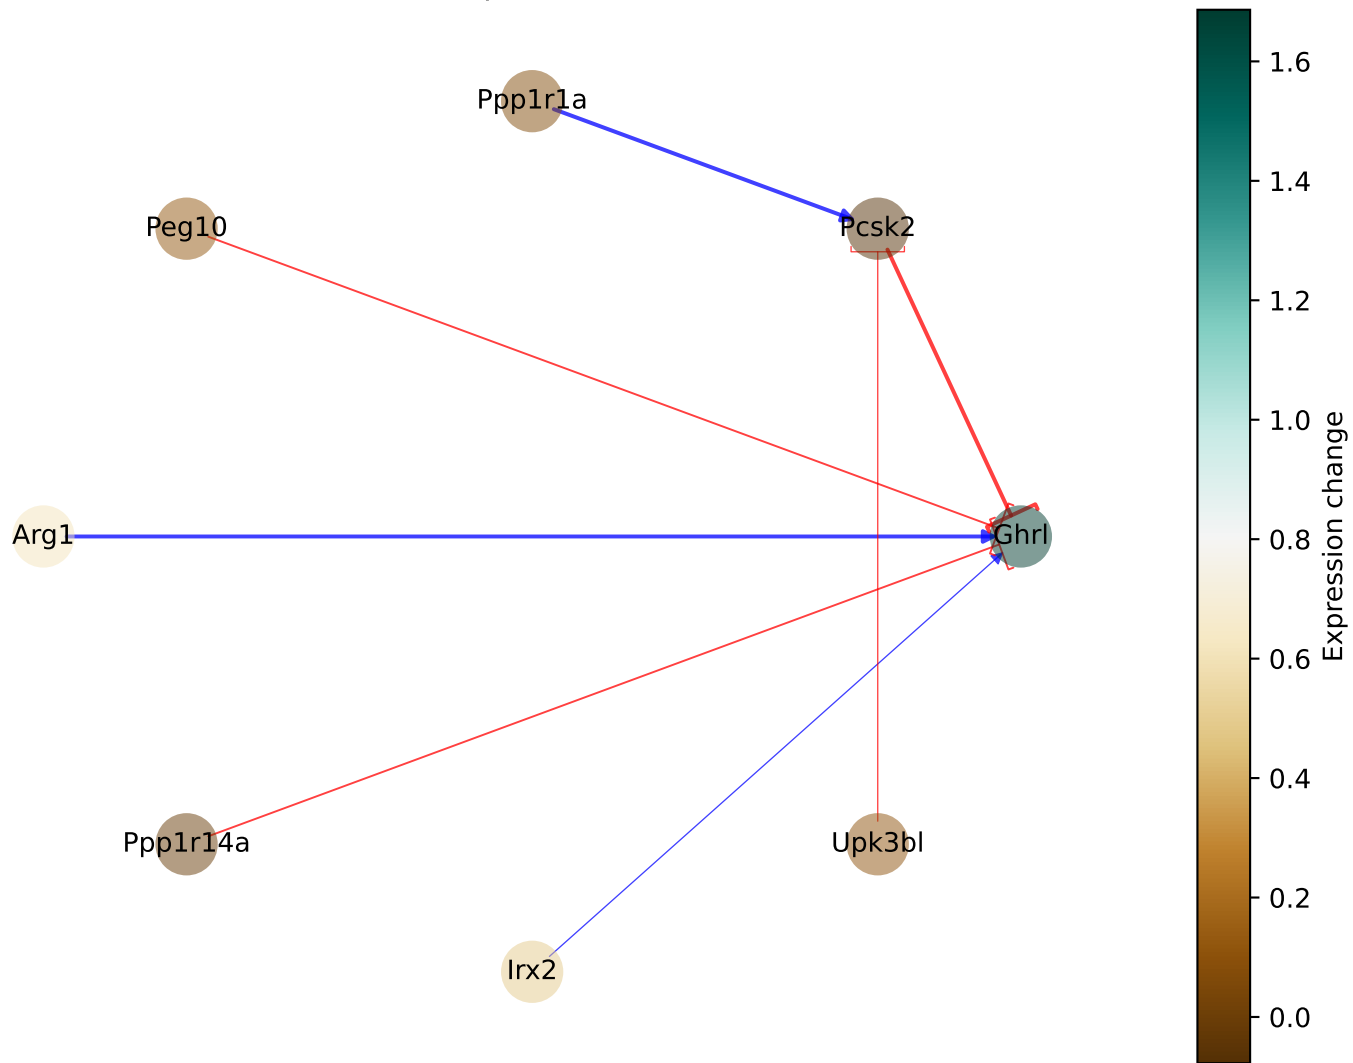 Ppp1r1a
Peg10
Pcsk2
Arg1
Ghrl
Ppp1r14a
Upk3bl
Irx2
1.6
1.4
1.2
1.0
0.8
0.6
0.4
0.2
0.0
Expression change